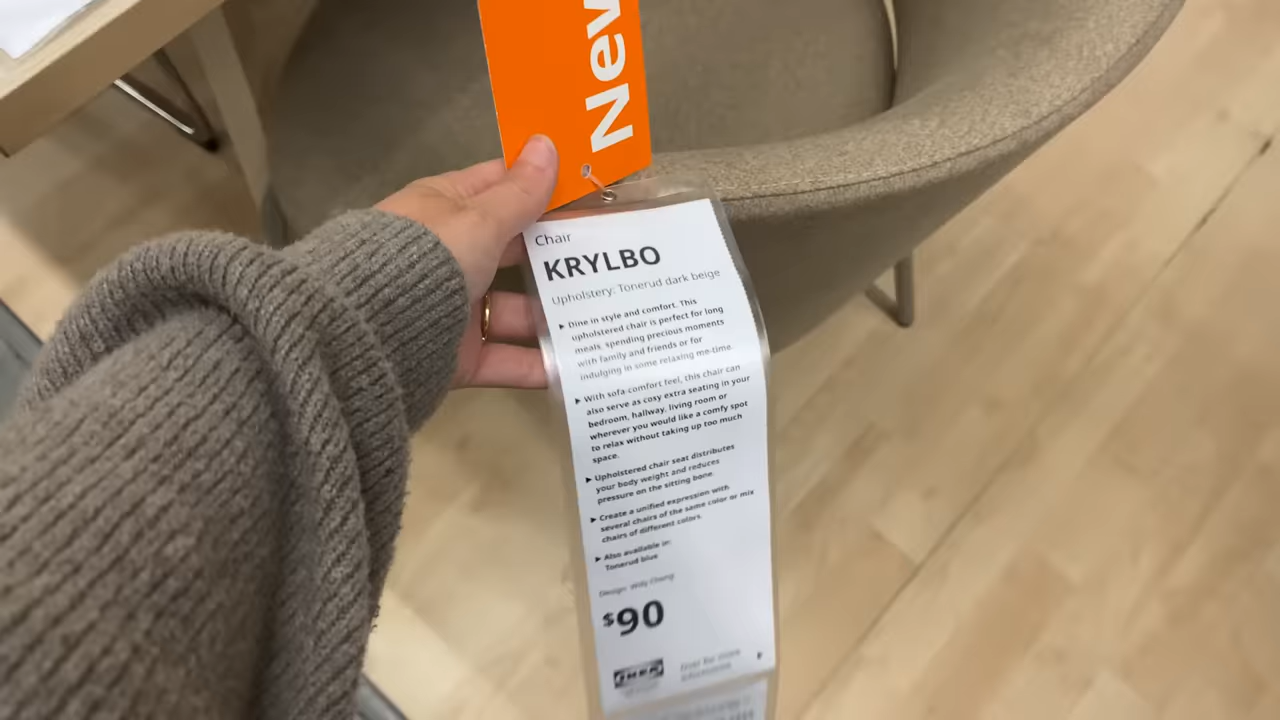 New
Chair
KRYLBO
Upholstery: Tonerud dark beige
▸ Dine in style and comfort. This
upholstered chair is perfect for long
meals, spending precious moments
with family and friends or for
indulging in some relaxing me-time.
▸ With sofa-comfort feel, this chair can
also serve as cosy extra seating in your
bedroom, hallway, living room or
wherever you would like a comfy spot
to relax without taking up too much
space.
▸ Upholstered chair seat distributes
your body weight and reduces
pressure on the sitting bone.
▸ Create a unified expression with
several chairs of the same color or mix
chairs of different colors.
▸ Also available in:
Tonerud blue
Design: Willy Chong
$90
IKEA
Over for more
information